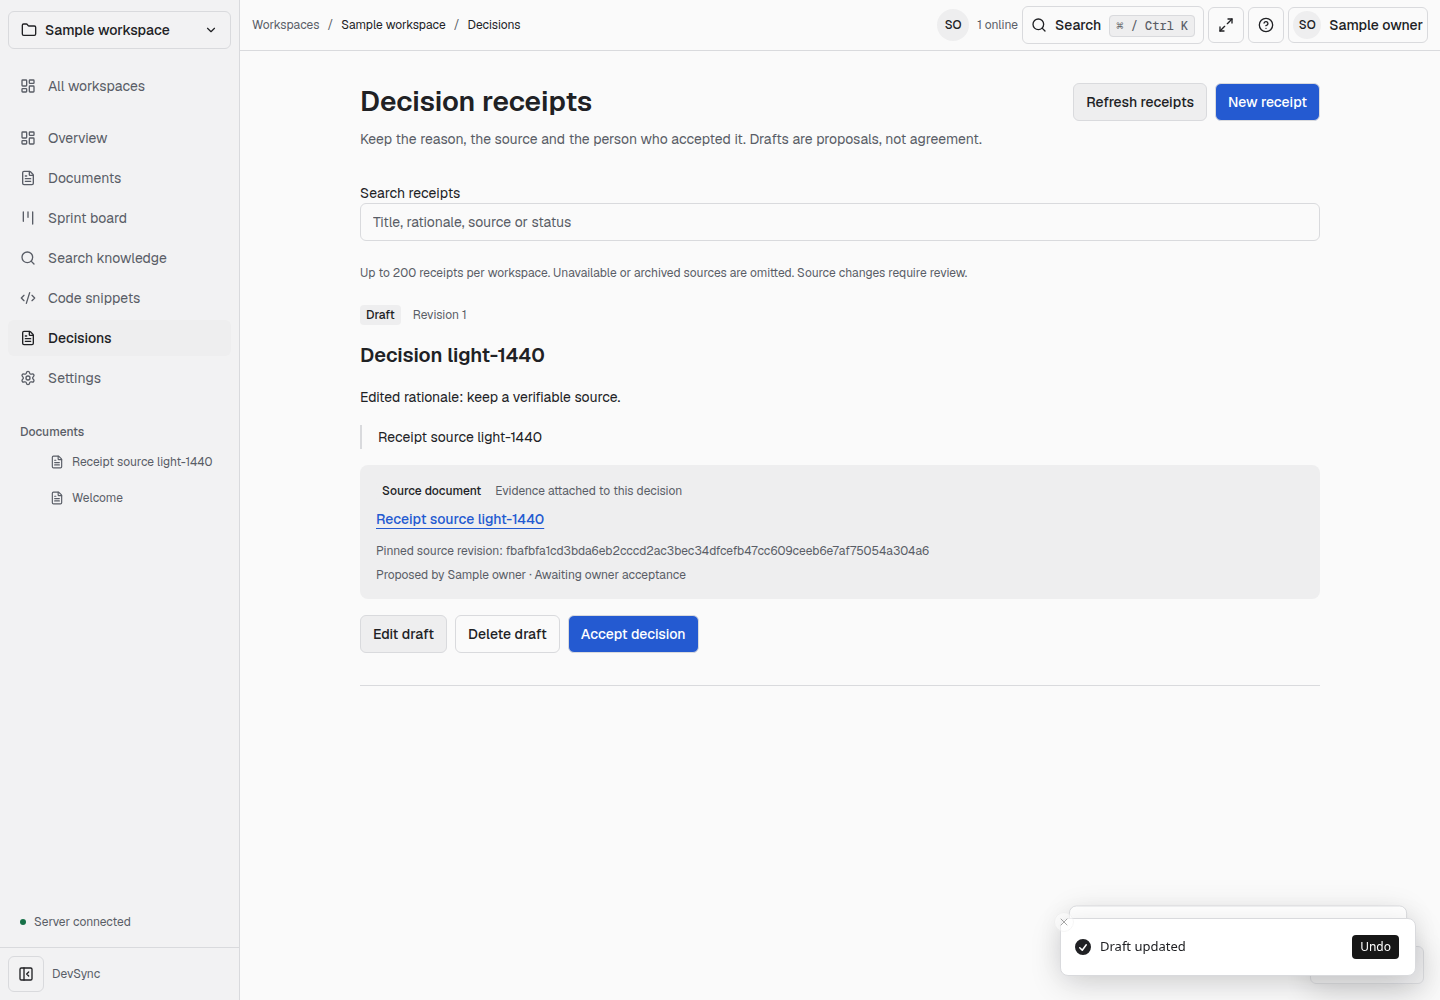 Sample workspace
Workspaces / Sample workspace / Decisions
SO 1 online
Search ⌘ / Ctrl K
SO Sample owner
All workspaces
Overview
Documents
Sprint board
Search knowledge
Code snippets
Decisions
Settings
Documents
Receipt source light-1440
Welcome
Server connected
DevSync
Decision receipts
Refresh receipts
New receipt
Keep the reason, the source and the person who accepted it. Drafts are proposals, not agreement.
Search receipts
Title, rationale, source or status
Up to 200 receipts per workspace. Unavailable or archived sources are omitted. Source changes require review.
Draft Revision 1
Decision light-1440
Edited rationale: keep a verifiable source.
Receipt source light-1440
Source document Evidence attached to this decision
Receipt source light-1440
Pinned source revision: fbafbfa1cd3bda6eb2cccd2ac3bec34dfcefb47cc609ceeb6e7af75054a304a6
Proposed by Sample owner · Awaiting owner acceptance
Edit draft
Delete draft
Accept decision
Draft updated
Undo